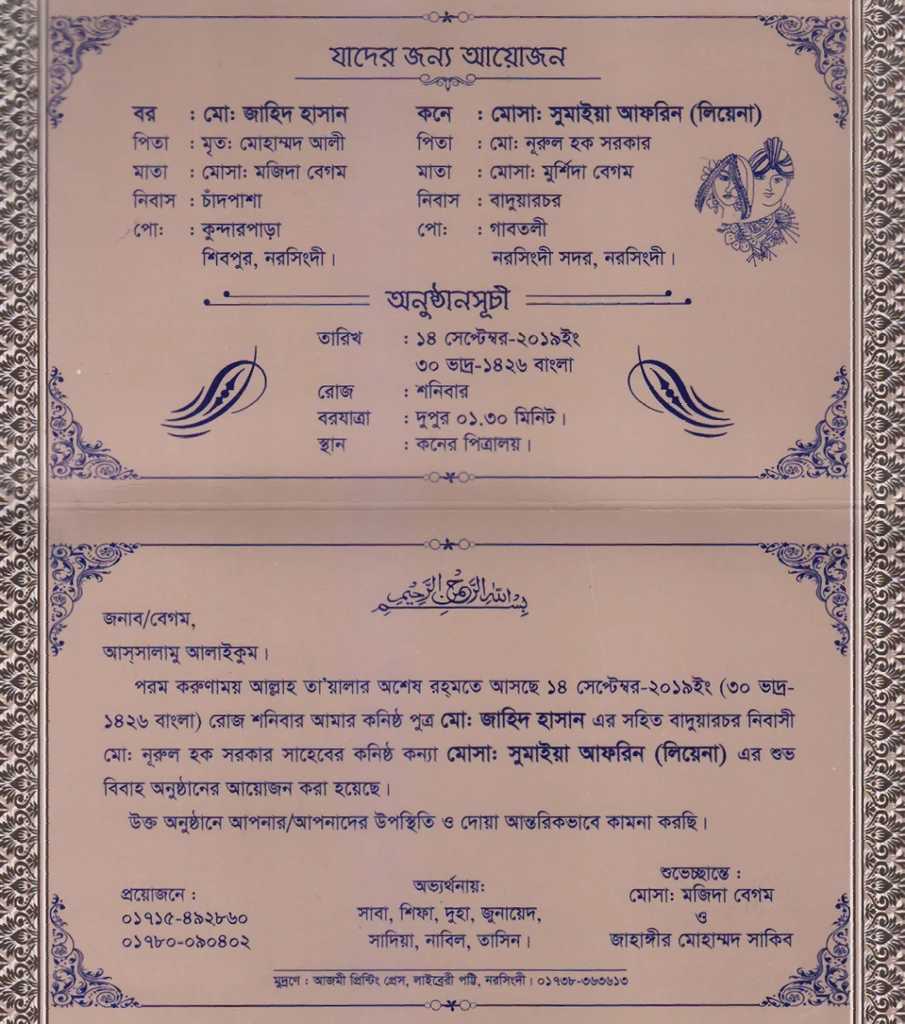 যাদের জন্য আয়োজন
বর : মো: জাহিদ হাসান কনে : মোসা: সুমাইয়া আফরিন (লিয়েনা)
পিতা : মৃত: মোহাম্মদ আলী পিতা : মো: নূরুল হক সরকার
মাতা : মোসা: মজিদা বেগম মাতা : মোসা: মুর্শিদা বেগম
নিবাস : চাঁদপাশা নিবাস : বাদুয়ারচর
পো: : কুন্দারপাড়া পো: : গাবতলী
শিবপুর, নরসিংদী। নরসিংদী সদর, নরসিংদী।
অনুষ্ঠানসূচী
তারিখ : ১৪ সেপ্টেম্বর-২০১৯ইং
৩০ ভাদ্র-১৪২৬ বাংলা
রোজ : শনিবার
বরযাত্রা : দুপুর ০১.৩০ মিনিট।
স্থান : কনের পিত্রালয়।
بسم الله الرحمن الرحيم
জনাব/বেগম,
আস্‌সালামু আলাইকুম।
পরম করুণাময় আল্লাহ তা'য়ালার অশেষ রহ্‌মতে আসছে ১৪ সেপ্টেম্বর-২০১৯ইং (৩০ ভাদ্র-
১৪২৬ বাংলা) রোজ শনিবার আমার কনিষ্ঠ পুত্র মো: জাহিদ হাসান এর সহিত বাদুয়ারচর নিবাসী
মো: নূরুল হক সরকার সাহেবের কনিষ্ঠ কন্যা মোসা: সুমাইয়া আফরিন (লিয়েনা) এর শুভ
বিবাহ অনুষ্ঠানের আয়োজন করা হয়েছে।
উক্ত অনুষ্ঠানে আপনার/আপনাদের উপস্থিতি ও দোয়া আন্তরিকভাবে কামনা করছি।
প্রয়োজনে :
০১৭১৫-৪৯২৮৬০
০১৭৮০-০৯০৪০২
অভ্যর্থনায়:
সাবা, শিফা, দুহা, জুনায়েদ,
সাদিয়া, নাবিল, তাসিন।
শুভেচ্ছান্তে :
মোসা: মজিদা বেগম
ও
জাহাঙ্গীর মোহাম্মদ সাকিব
মুদ্রণে : আজমী প্রিন্টিং প্রেস, লাইব্রেরী পট্টি, নরসিংদী। ০১৭৩৮-৩৬৩৬১৩